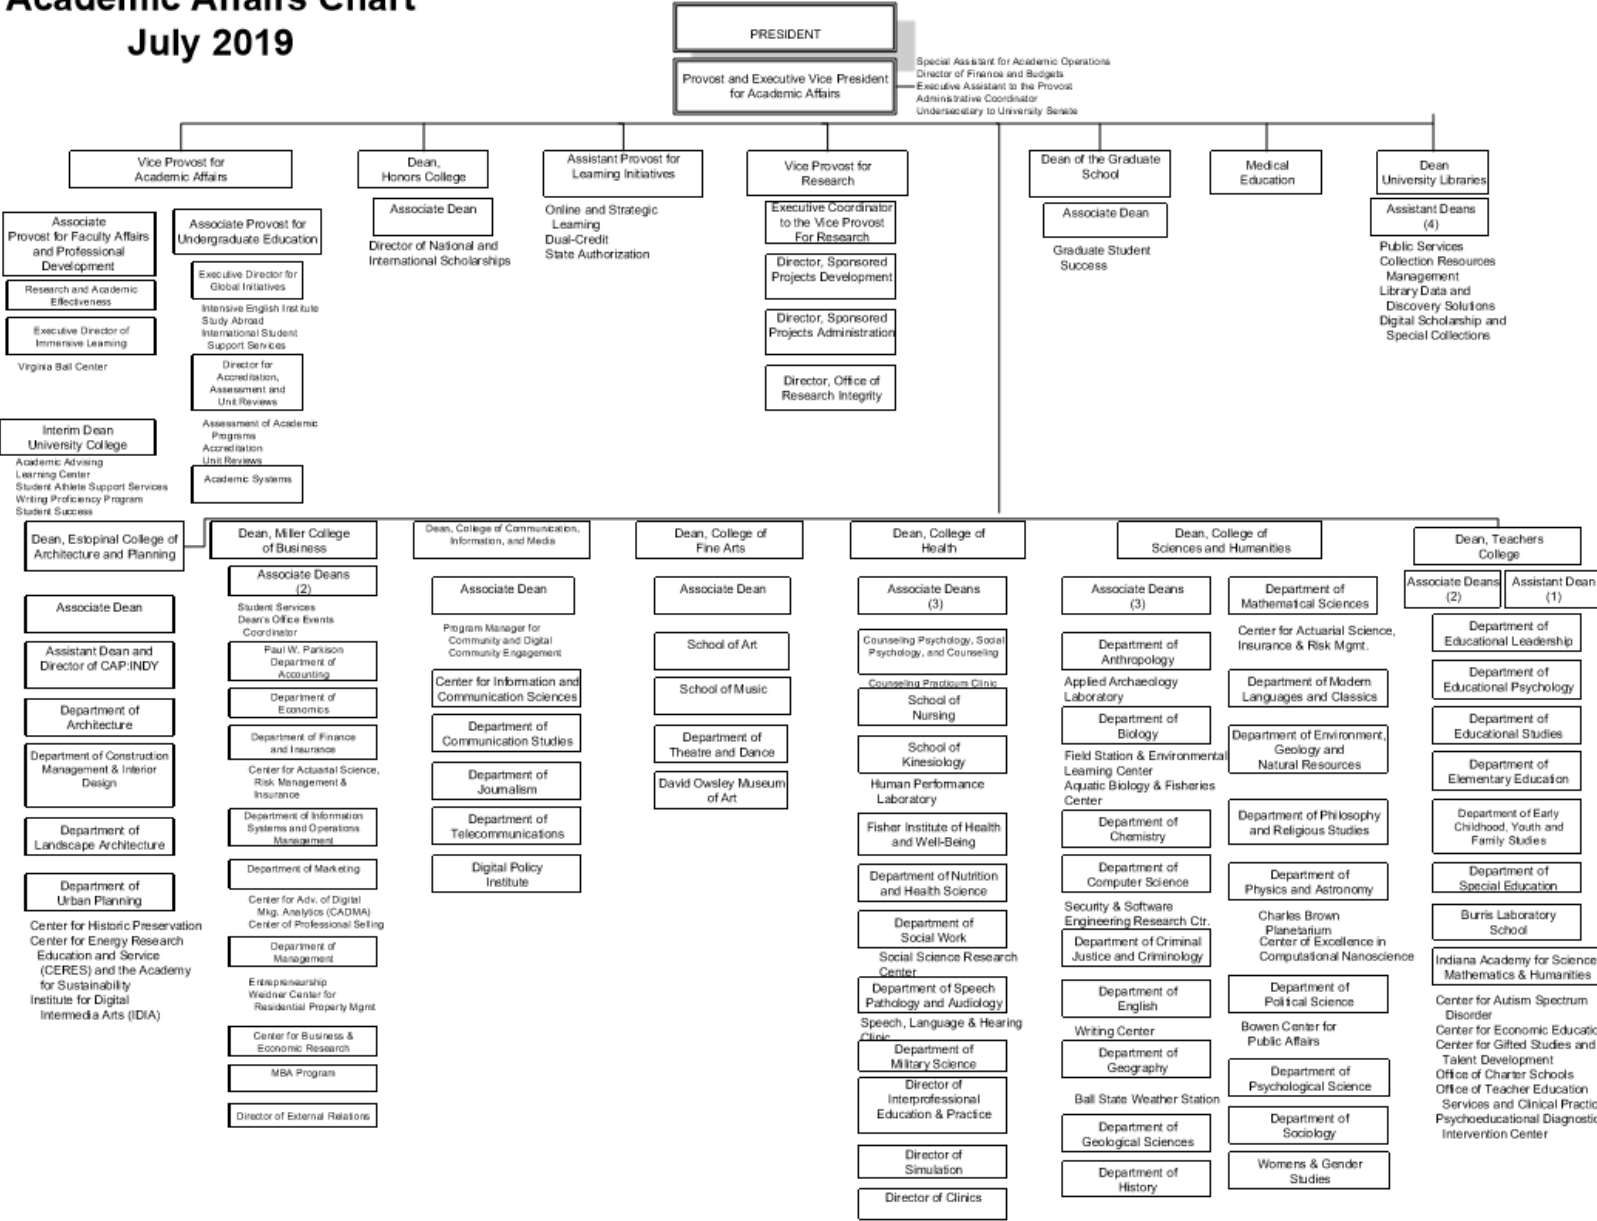 Academic Affairs Chart
July 2019
PRESIDENT
Provost and Executive Vice President
for Academic Affairs
Special Assistant for Academic Operations
Director of Finance and Budgets
Executive Assistant to the Provost
Administrative Coordinator
Undersecetary to University Senate
Vice Provost for
Academic Affairs
Dean,
Honors College
Assistant Provost for
Learning Initiatives
Vice Provost for
Research
Dean of the Graduate
School
Medical
Education
Dean
University Libraries
Associate
Provost for Faculty Affairs
and Professional
Development
Research and Academic
Effectiveness
Executive Director of
Immersive Learning
Virginia Ball Center
Interim Dean
University College
Academic Advising
Learning Center
Student Athlete Support Services
Writing Proficiency Program
Student Success
Associate Provost for
Undergraduate Education
Executive Director for
Global Initiatives
Intensive English Institute
Study Abroad
International Student
Support Services
Director for
Accreditation,
Assessment and
Unit Reviews
Assessment of Academic
Programs
Accreditation
Unit Reviews
Academic Systems
Associate Dean
Director of National and
International Scholarships
Online and Strategic
Learning
Dual-Credit
State Authorization
Executive Coordinator
to the Vice Provost
For Research
Director, Sponsored
Projects Development
Director, Sponsored
Projects Administration
Director, Office of
Research Integrity
Associate Dean
Graduate Student
Success
Assistant Deans
(4)
Public Services
Collection Resources
Management
Library Data and
Discovery Solutions
Digital Scholarship and
Special Collections
Dean, Estopinal College of
Architecture and Planning
Associate Dean
Assistant Dean and
Director of CAP:INDY
Department of
Architecture
Department of Construction
Management & Interior
Design
Department of
Landscape Architecture
Department of
Urban Planning
Center for Historic Preservation
Center for Energy Research
Education and Service
(CERES) and the Academy
for Sustainability
Institute for Digital
Intermedia Arts (IDIA)
Dean, Miller College
of Business
Associate Deans
(2)
Student Services
Dean's Office Events
Coordinator
Paul W. Parkison
Department of
Accounting
Department of
Economics
Department of Finance
and Insurance
Center for Actuarial Science,
Risk Management &
Insurance
Department of Information
Systems and Operations
Management
Department of Marketing
Center for Adv. of Digital
Mkg. Analytics (CADMA)
Center of Professional Selling
Department of
Management
Entrepreneurship
Weidner Center for
Residential Property Mgmt
Center for Business &
Economic Research
MBA Program
Director of External Relations
Dean, College of Communication,
Information, and Media
Associate Dean
Program Manager for
Community and Digital
Community Engagement
Center for Information and
Communication Sciences
Department of
Communication Studies
Department of
Journalism
Department of
Telecommunications
Digital Policy
Institute
Dean, College of
Fine Arts
Associate Dean
School of Art
School of Music
Department of
Theatre and Dance
David Owsley Museum
of Art
Dean, College of
Health
Associate Deans
(3)
Counseling Psychology, Social
Psychology, and Counseling
Counseling Practicum Clinic
School of
Nursing
School of
Kinesiology
Human Performance
Laboratory
Fisher Institute of Health
and Well-Being
Department of Nutrition
and Health Science
Department of
Social Work
Social Science Research
Center
Department of Speech
Pathology and Audiology
Speech, Language & Hearing
Clinic
Department of
Military Science
Director of
Interprofessional
Education & Practice
Director of
Simulation
Director of Clinics
Dean, College of
Sciences and Humanities
Associate Deans
(3)
Department of
Anthropology
Applied Archaeology
Laboratory
Department of
Biology
Field Station & Environmental
Learning Center
Aquatic Biology & Fisheries
Center
Department of
Chemistry
Department of
Computer Science
Security & Software
Engineering Research Ctr.
Department of Criminal
Justice and Criminology
Department of
English
Writing Center
Department of
Geography
Ball State Weather Station
Department of
Geological Sciences
Department of
History
Department of
Mathematical Sciences
Center for Actuarial Science,
Insurance & Risk Mgmt.
Department of Modern
Languages and Classics
Department of Environment,
Geology and
Natural Resources
Department of Philosophy
and Religious Studies
Department of
Physics and Astronomy
Charles Brown
Planetarium
Center of Excellence in
Computational Nanoscience
Department of
Political Science
Bowen Center for
Public Affairs
Department of
Psychological Science
Department of
Sociology
Womens & Gender
Studies
Dean, Teachers
College
Associate Deans
(2)
Assistant Dean
(1)
Department of
Educational Leadership
Department of
Educational Psychology
Department of
Educational Studies
Department of
Elementary Education
Department of Early
Childhood, Youth and
Family Studies
Department of
Special Education
Burris Laboratory
School
Indiana Academy for Science
Mathematics & Humanities
Center for Autism Spectrum
Disorder
Center for Economic Educatio
Center for Gifted Studies and
Talent Development
Office of Charter Schools
Office of Teacher Education
Services and Clinical Practic
Psychoeducational Diagnostic
Intervention Center